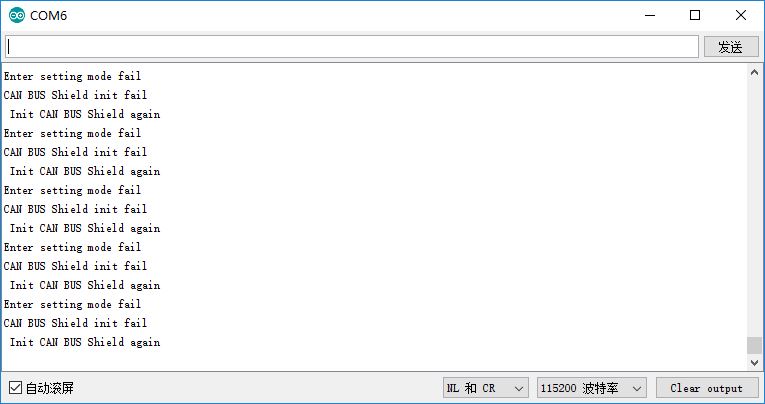 COM6
发送
Enter setting mode fail
CAN BUS Shield init fail
 Init CAN BUS Shield again
Enter setting mode fail
CAN BUS Shield init fail
 Init CAN BUS Shield again
Enter setting mode fail
CAN BUS Shield init fail
 Init CAN BUS Shield again
Enter setting mode fail
CAN BUS Shield init fail
 Init CAN BUS Shield again
Enter setting mode fail
CAN BUS Shield init fail
 Init CAN BUS Shield again
自动滚屏
NL 和 CR
115200 波特率
Clear output